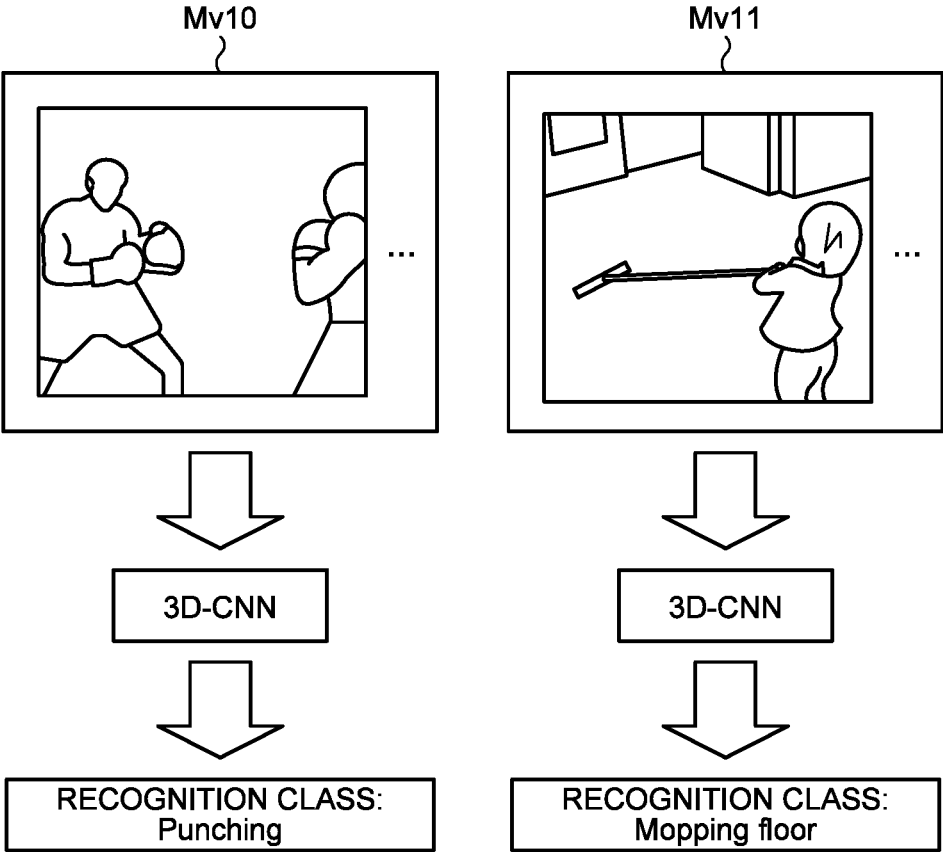 Mv10
Mv11
...
...
3D-CNN
3D-CNN
RECOGNITION CLASS:
Punching
RECOGNITION CLASS:
Mopping floor